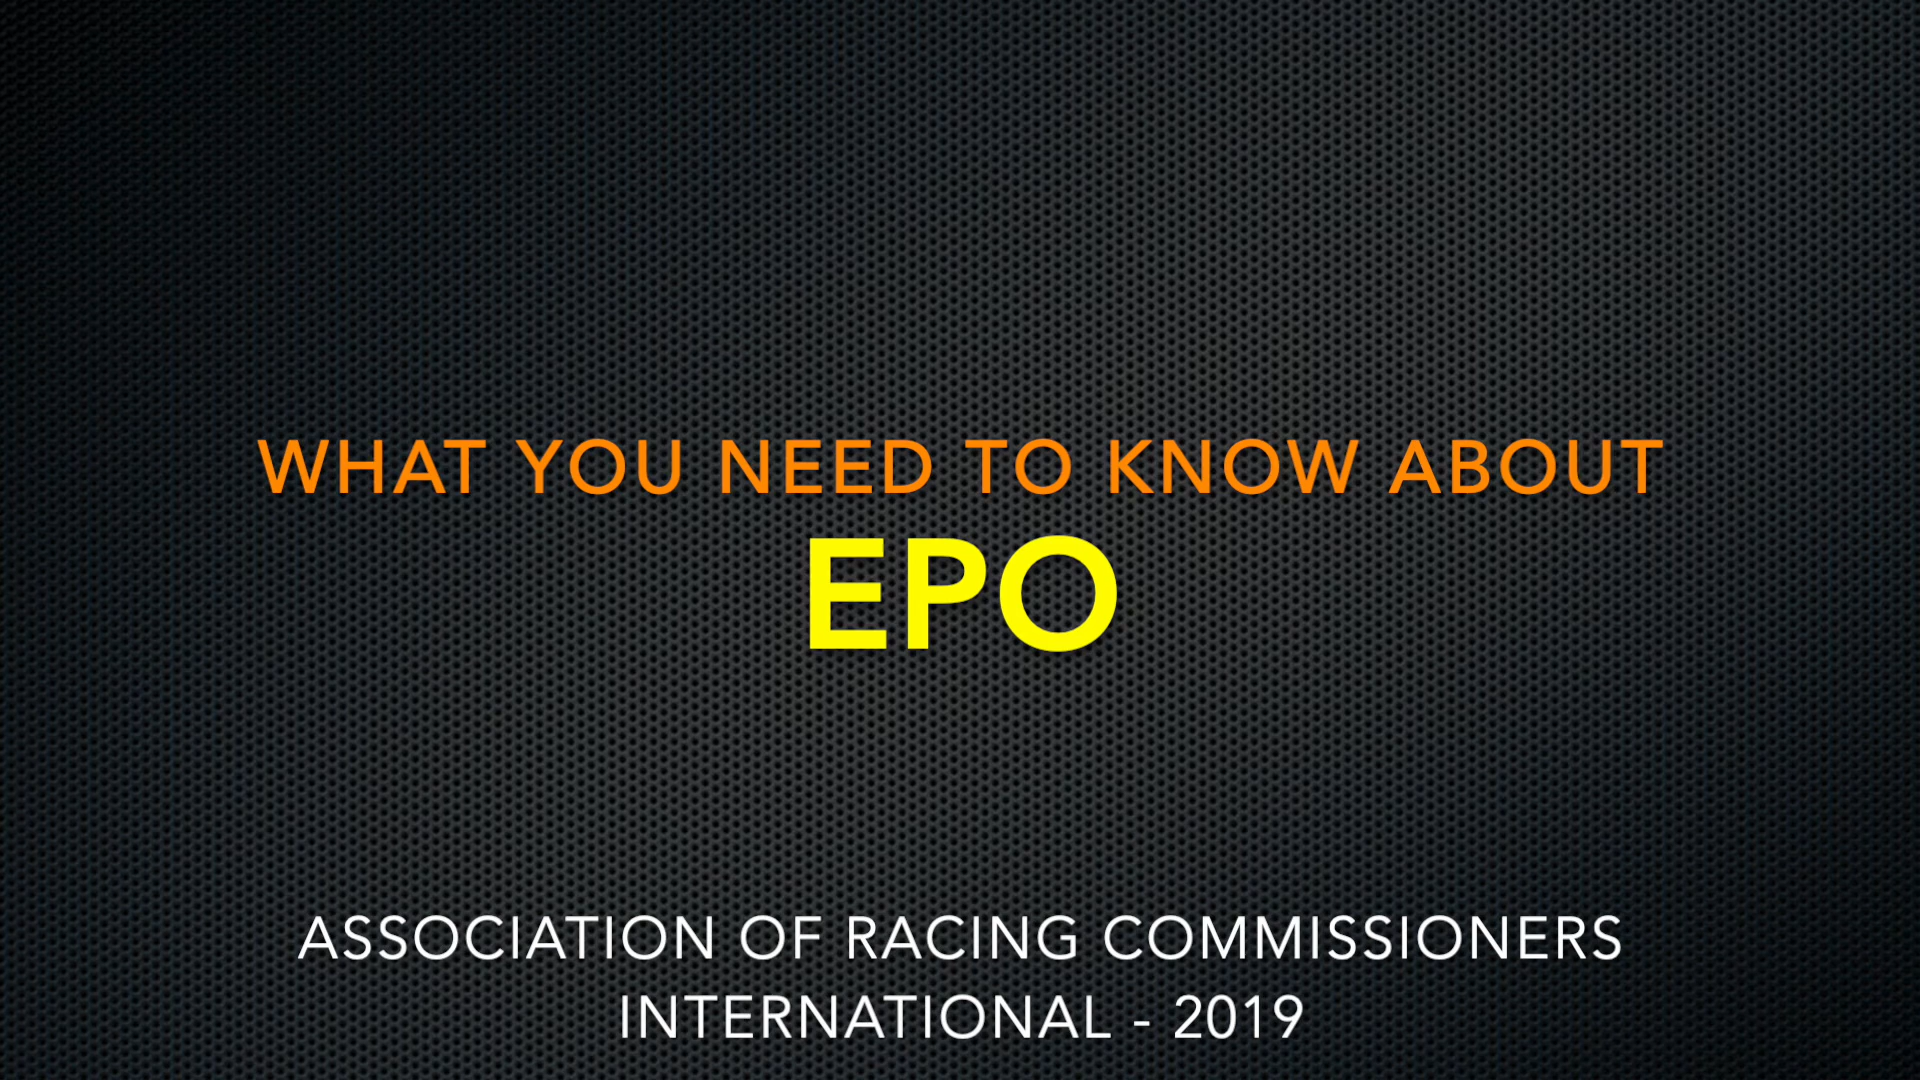 WHAT YOU NEED TO KNOW ABOUT
EPO
ASSOCIATION OF RACING COMMISSIONERS
INTERNATIONAL - 2019